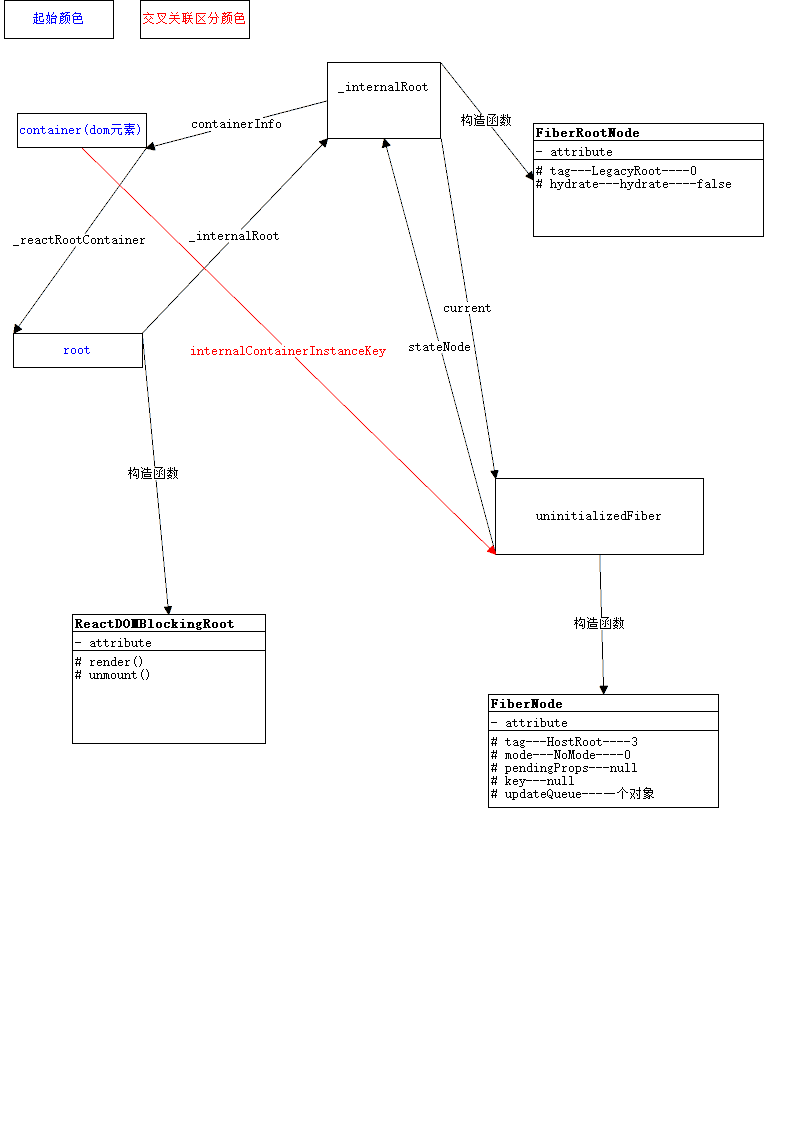 起始颜色
交叉关联区分颜色
_internalRoot
container(dom元素)
containerInfo
构造函数
FiberRootNode
- attribute
# tag---LegacyRoot----0
# hydrate---hydrate----false
_reactRootContainer
_internalRoot
current
root
internalContainerInstanceKey
stateNode
构造函数
uninitializedFiber
ReactDOMBlockingRoot
- attribute
# render()
# unmount()
构造函数
FiberNode
- attribute
# tag---HostRoot----3
# mode---NoMode----0
# pendingProps---null
# key---null
# updateQueue----一个对象